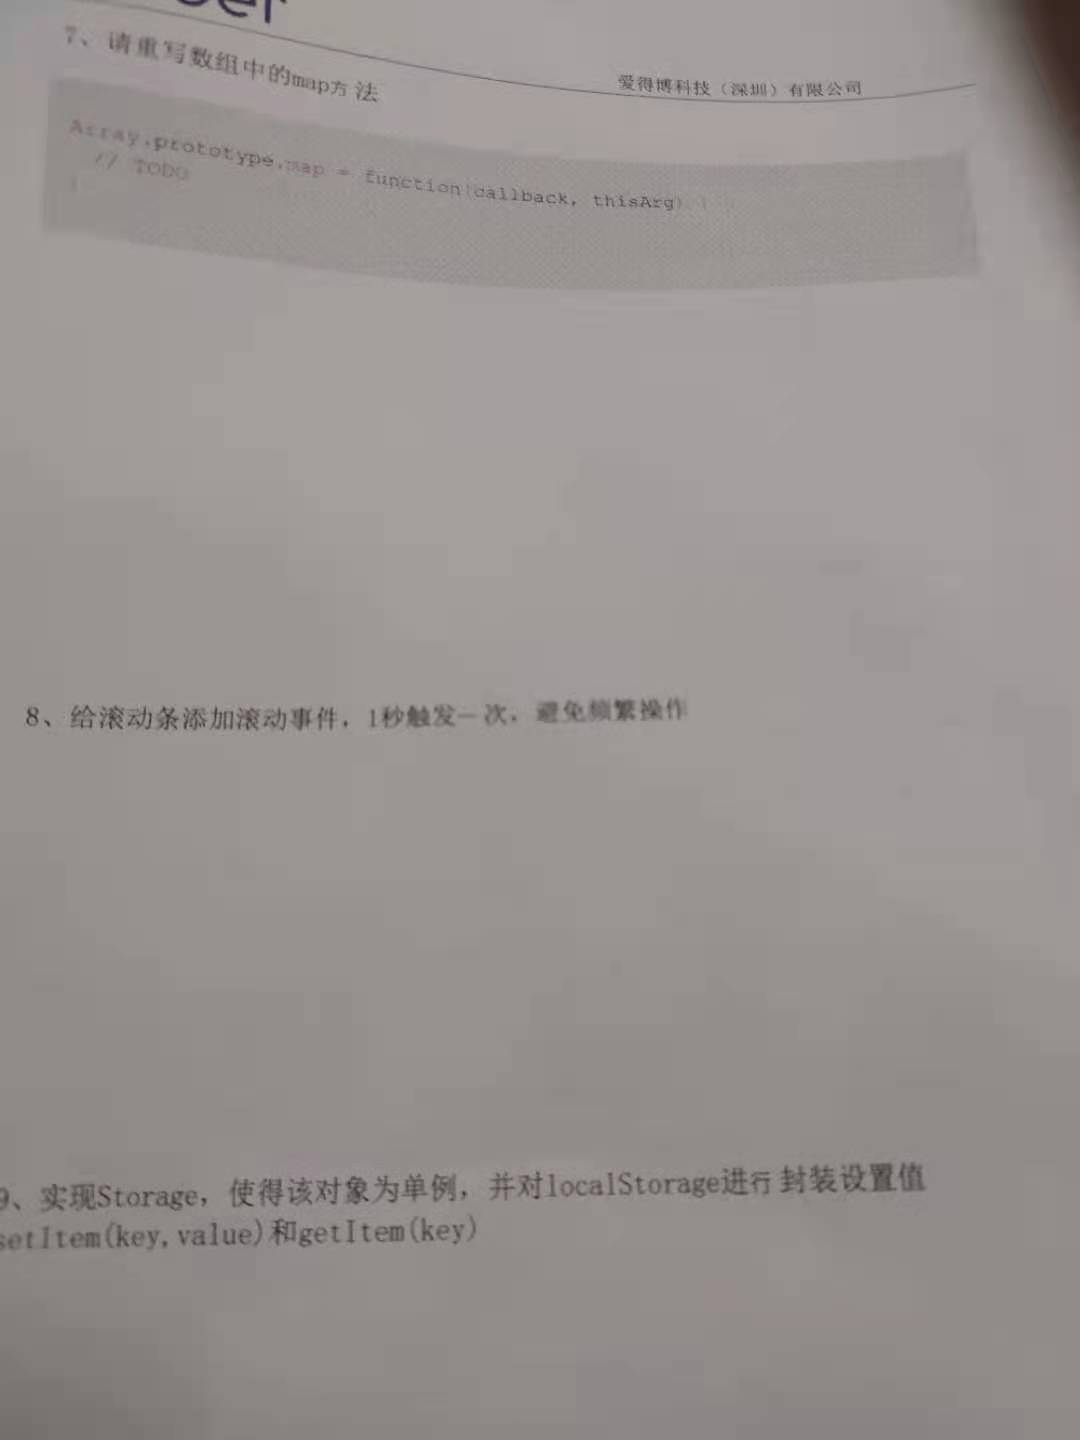 7、请重写数组中的map方法
爱得博科技（深圳）有限公司
Array.prototype.map = function(callback, thisArg) {
// TODO
}
8、给滚动条添加滚动事件，1秒触发一次，避免频繁操作
9、实现Storage，使得该对象为单例，并对localStorage进行封装设置值
setItem(key,value)和getItem(key)